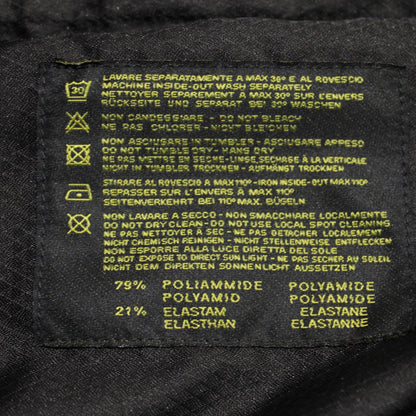 LAVARE SEPARATAMENTE A MAX 30° E AL ROVESCIO
MACHINE INSIDE-OUT WASH SEPARATELY
NETTOYER SEPAREMENT A MAX 30° SUR L'ENVERS
30 RÜCKSEITE UND SEPARAT BEI 30° WASCHEN
NON CANDEGGIARE - DO NOT BLEACH
NE PAS CHLORER - NICHT BLEICHEN
NON ASCIUGARE IN TUMBLER - ASCIUGARE APPESO
DO NOT TUMBLE DRY - HANG DRY
NE PAS METTRE EN SECHE-LINGE, SECHAGE À LA VERTICALE
NICHT IN TUMBLER TROCKNEN - AUFHÄNGT TROCKNEN
STIRARE AL ROVESCIO A MAX 110° - IRON INSIDE-OUT MAX 110°
REPASSER SUR L'ENVERS A MAX 110°
SEITENVERKEHRT BEI 110° MAX. BÜGELN
NON LAVARE A SECCO - NON SMACCHIARE LOCALMENTE
DO NOT DRY CLEAN - DO NOT USE LOCAL SPOT CLEANING
NE PAS NETTOYER À SEC - NE PAS DETACHER LOCALEMENT
NICHT CHEMISCH REINIGEN - NICHT STELLENWEISE ENTFLECKEN
NON ESPORRE ALLA LUCE DIRETTA DEL SOLE
DO NOT EXPOSE TO DIRECT SUN LIGHT - NE PAS SECHER AU SOLEIL
NICHT DEM DIREKTEN SONNENLICHT AUSSETZEN
79% POLIAMMIDE POLYAMIDE
POLYAMID POLYAMIDE
21% ELASTAM ELASTANE
ELASTHAN ELASTANNE